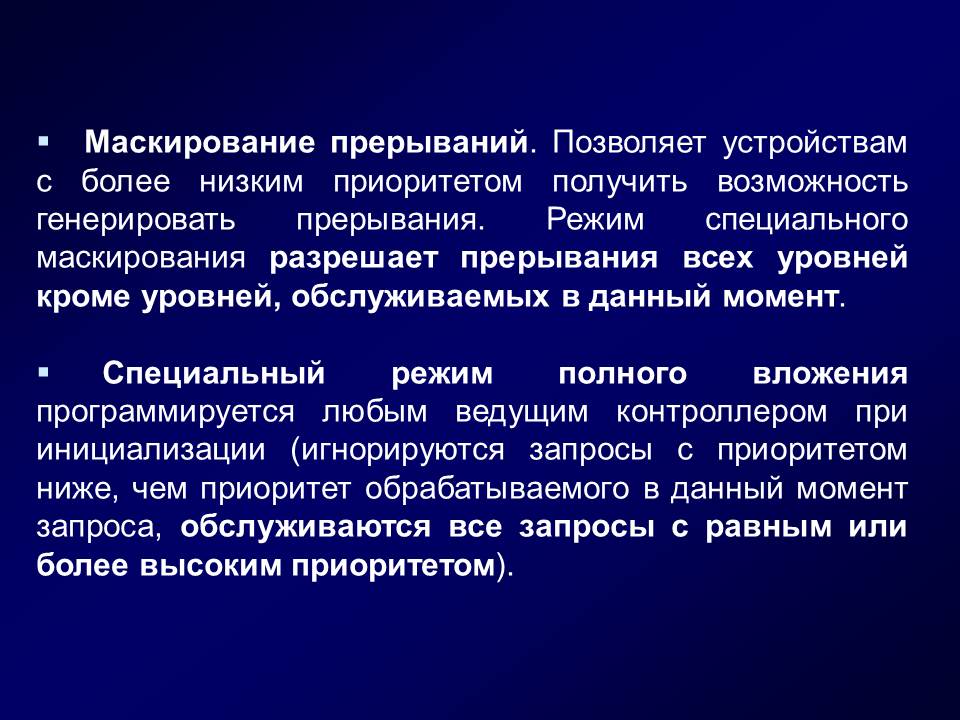 ▪ Маскирование прерываний. Позволяет устройствам
с более низким приоритетом получить возможность
генерировать прерывания. Режим специального
маскирования разрешает прерывания всех уровней
кроме уровней, обслуживаемых в данный момент.
▪ Специальный режим полного вложения
программируется любым ведущим контроллером при
инициализации (игнорируются запросы с приоритетом
ниже, чем приоритет обрабатываемого в данный момент
запроса, обслуживаются все запросы с равным или
более высоким приоритетом).